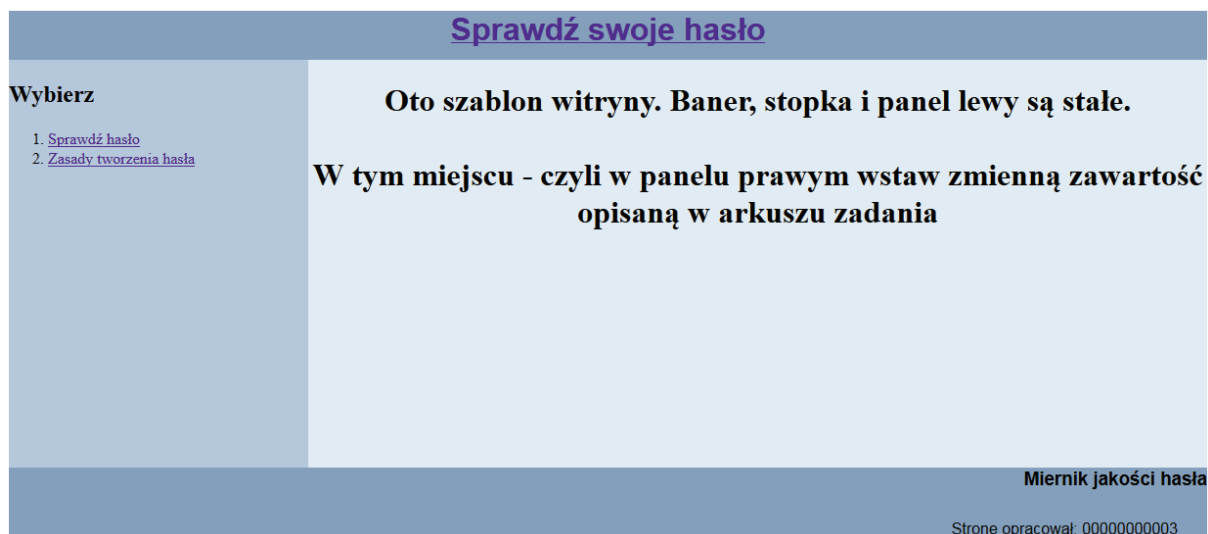 Sprawdź swoje hasło
Wybierz
1. Sprawdź hasło
2. Zasady tworzenia hasła
Oto szablon witryny. Baner, stopka i panel lewy są stałe.
W tym miejscu - czyli w panelu prawym wstaw zmienną zawartość
opisaną w arkuszu zadania
Miernik jakości hasła
Stronę opracował: 00000000003